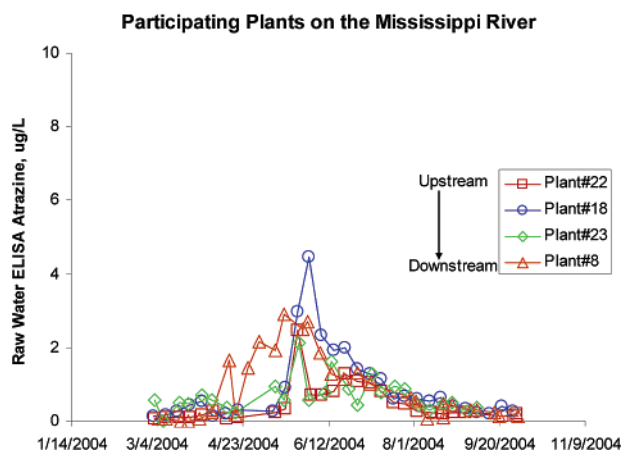 Participating Plants on the Mississippi River
Raw Water ELISA Atrazine, ug/L
10
8
6
4
2
0
1/14/2004 3/4/2004 4/23/2004 6/12/2004 8/1/2004 9/20/2004 11/9/2004
Upstream
Downstream
Plant#22
Plant#18
Plant#23
Plant#8